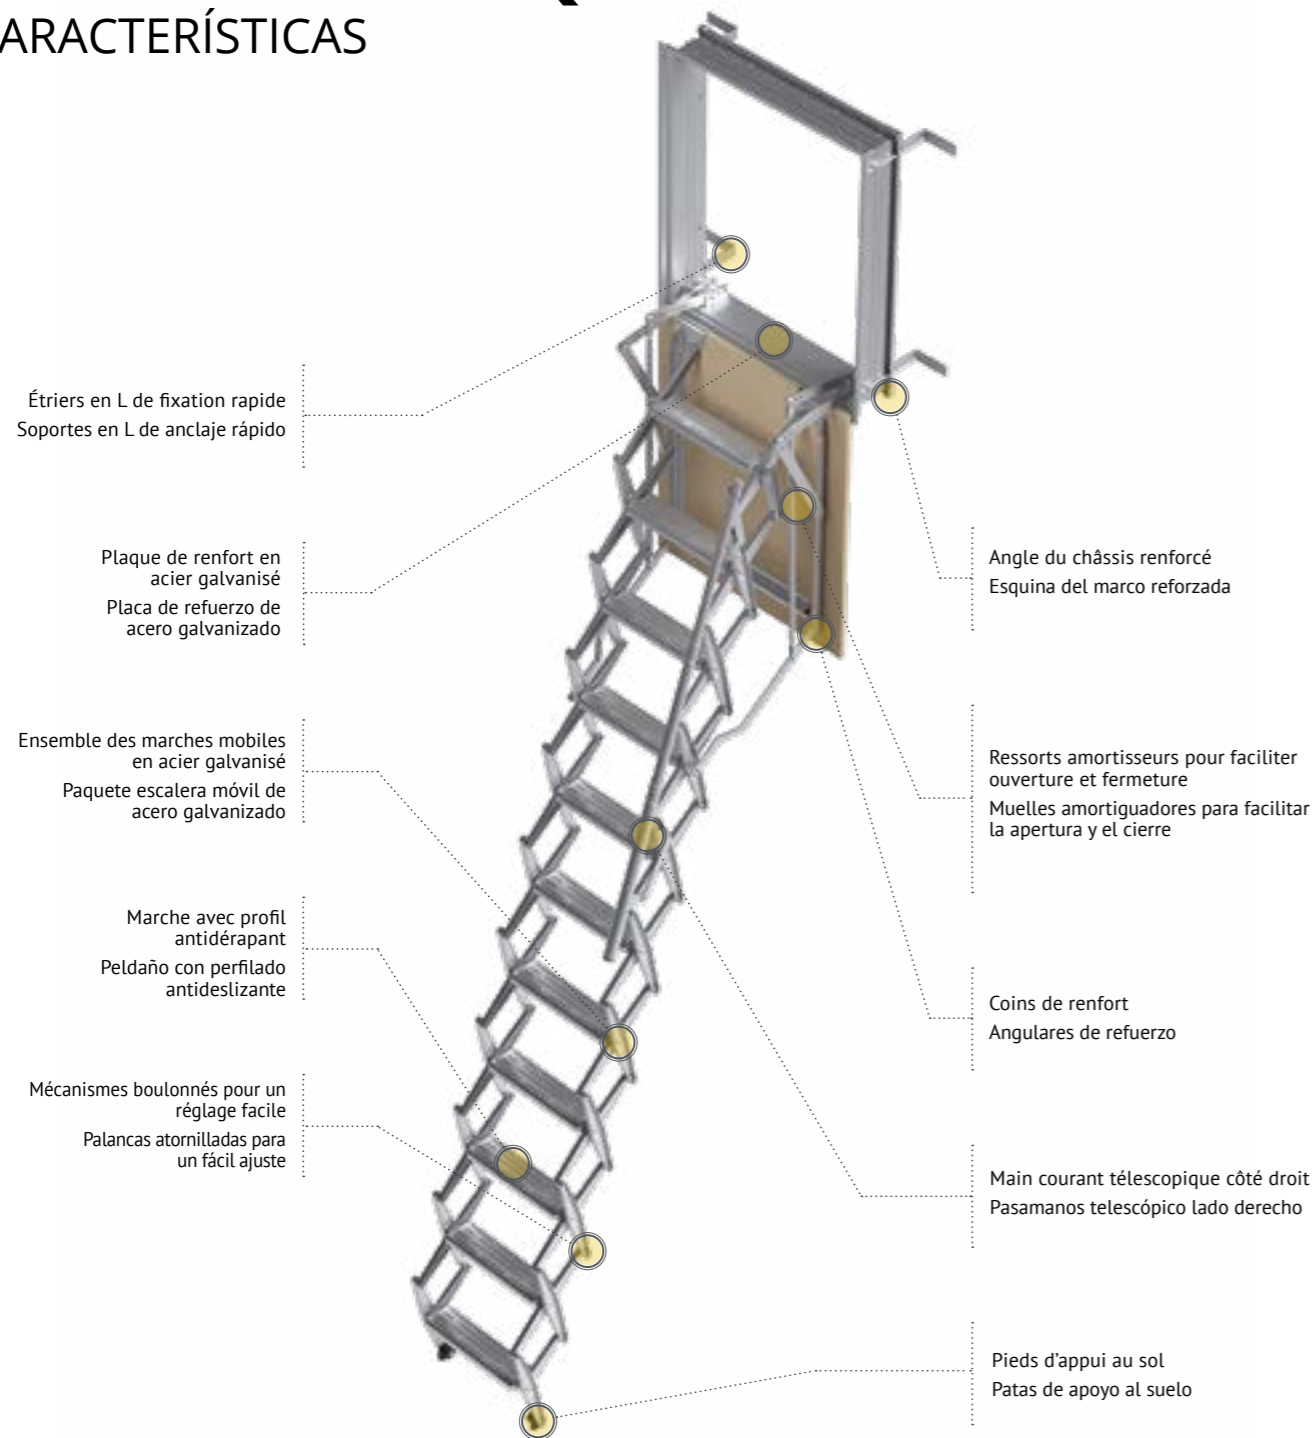 ARACTERÍSTICAS
Étriers en L de fixation rapide
Soportes en L de anclaje rápido
Plaque de renfort en
acier galvanisé
Placa de refuerzo de
acero galvanizado
Ensemble des marches mobiles
en acier galvanisé
Paquete escalera móvil de
acero galvanizado
Marche avec profil
antidérapant
Peldaño con perfilado
antideslizante
Mécanismes boulonnés pour un
réglage facile
Palancas atornilladas para
un fácil ajuste
Angle du châssis renforcé
Esquina del marco reforzada
Ressorts amortisseurs pour faciliter
ouverture et fermeture
Muelles amortiguadores para facilitar
la apertura y el cierre
Coins de renfort
Angulares de refuerzo
Main courant télescopique côté droit
Pasamanos telescópico lado derecho
Pieds d'appui au sol
Patas de apoyo al suelo